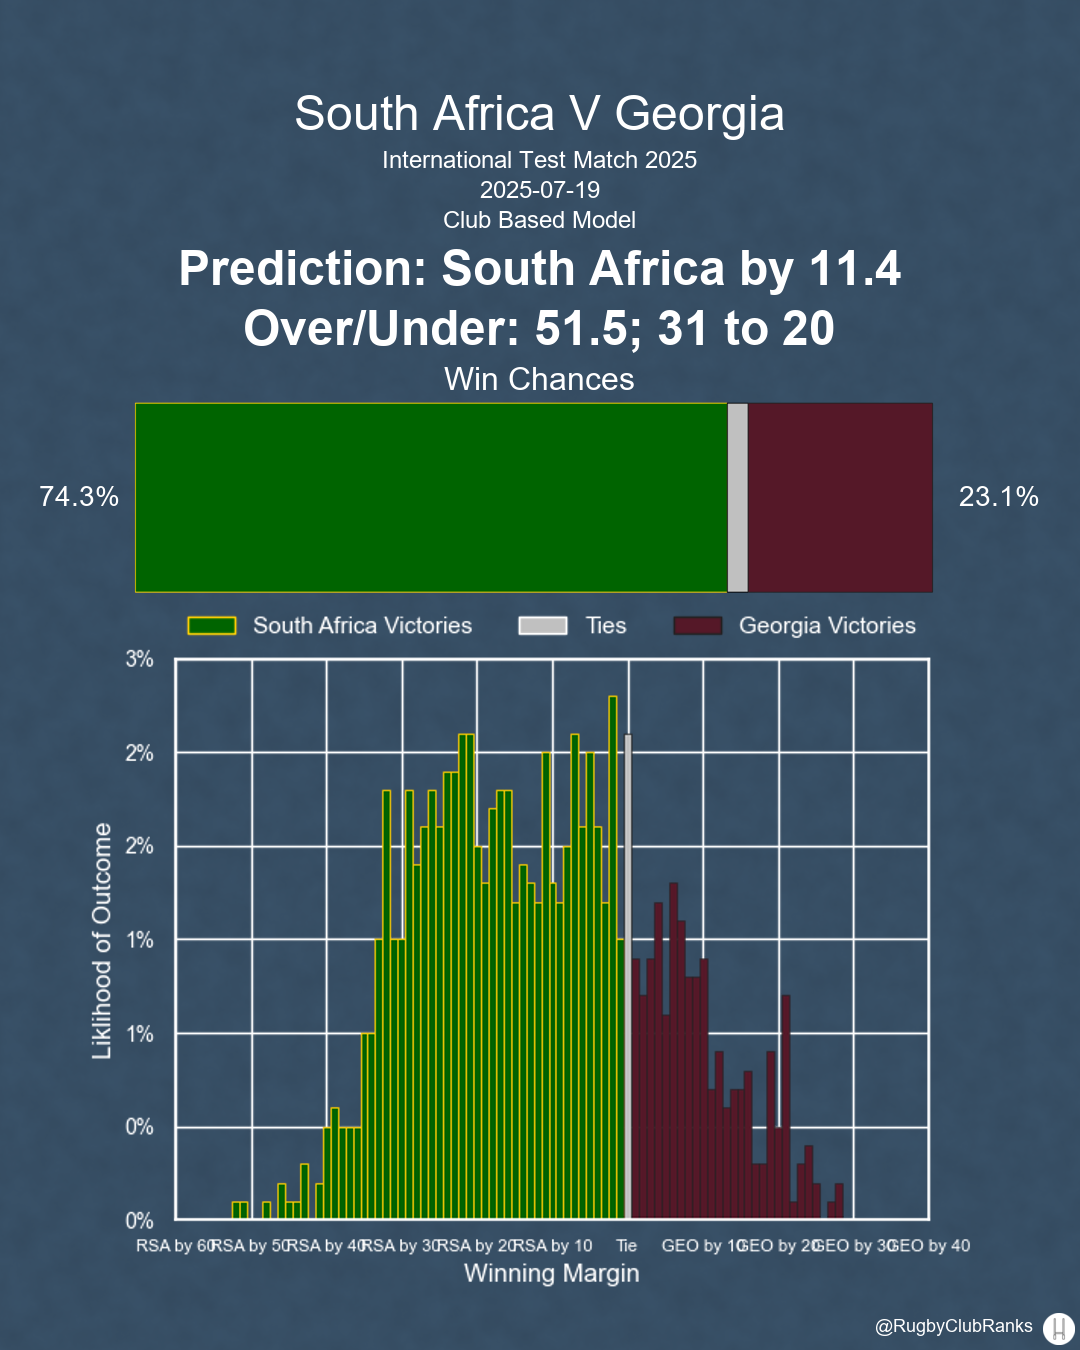 South Africa V Georgia
International Test Match 2025
2025-07-19
Club Based Model
Prediction: South Africa by 11.4
Over/Under: 51.5; 31 to 20
Win Chances
74.3%
23.1%
South Africa Victories
Ties
Georgia Victories
3%
2%
2%
1%
1%
0%
0%
Liklihood of Outcome
RSA by 60
RSA by 50
RSA by 40
RSA by 30
RSA by 20
RSA by 10
Tie
GEO by 10
GEO by 20
GEO by 30
GEO by 40
Winning Margin
@RugbyClubRanks